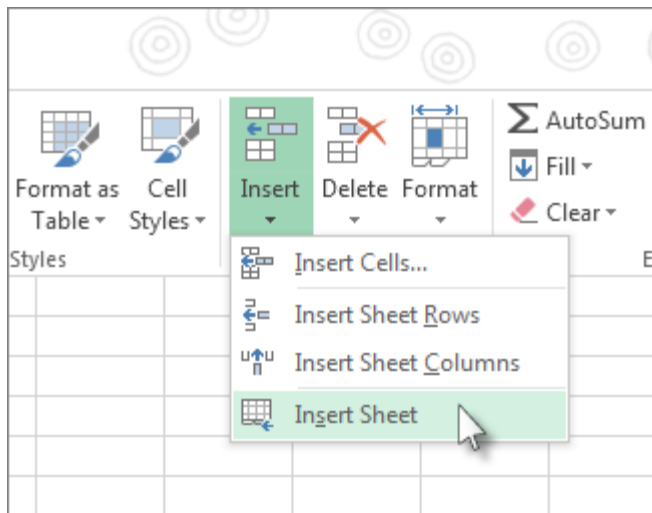 Format as Table
Cell Styles
Insert
Delete
Format
AutoSum
Fill
Clear
Styles
E
Insert Cells...
Insert Sheet Rows
Insert Sheet Columns
Insert Sheet